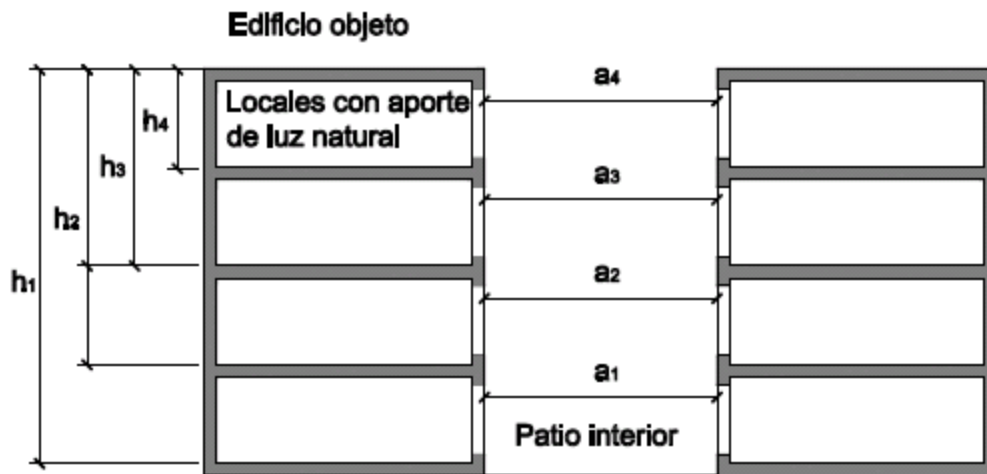 Edificio objeto
a4
Locales con aporte
de luz natural
h4
h3
a3
h2
h1
a2
a1
Patio interior